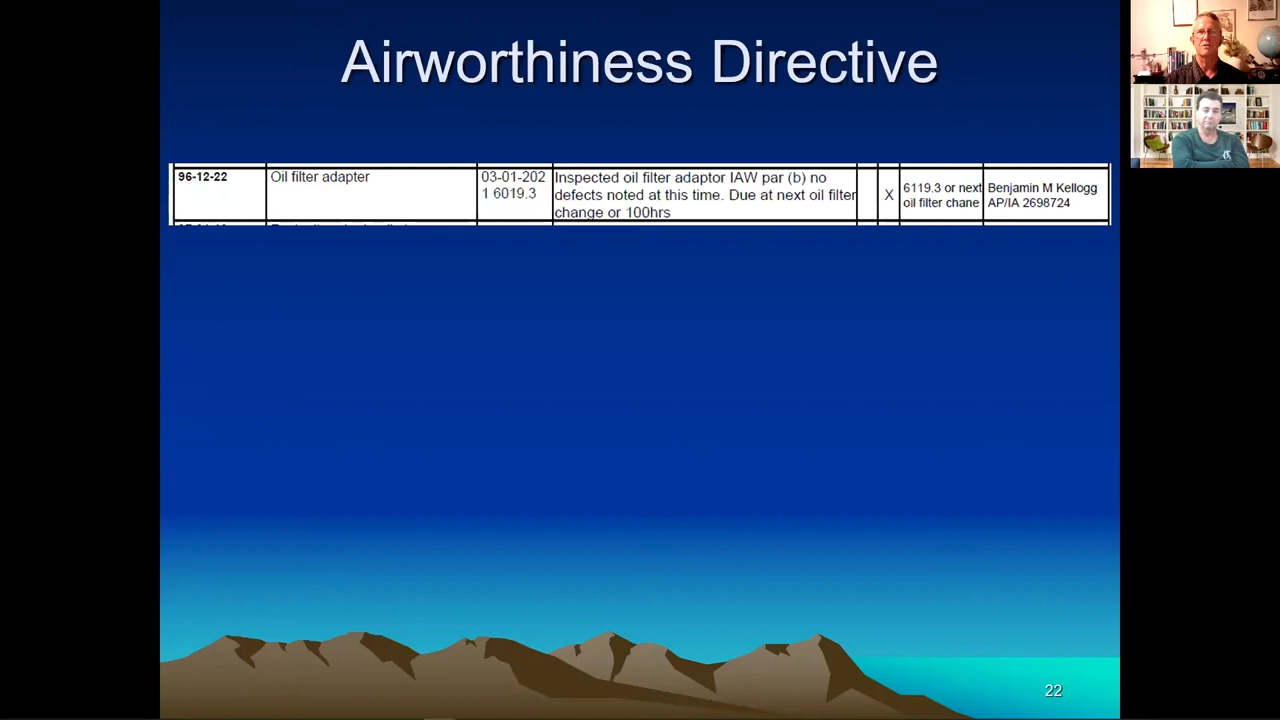 Airworthiness Directive
96-12-22
Oil filter adapter
03-01-202
1 6019.3
Inspected oil filter adaptor IAW par (b) no
defects noted at this time. Due at next oil filter
change or 100hrs
X
6119.3 or next
oil filter chane
Benjamin M Kellogg
AP/IA 2698724
22